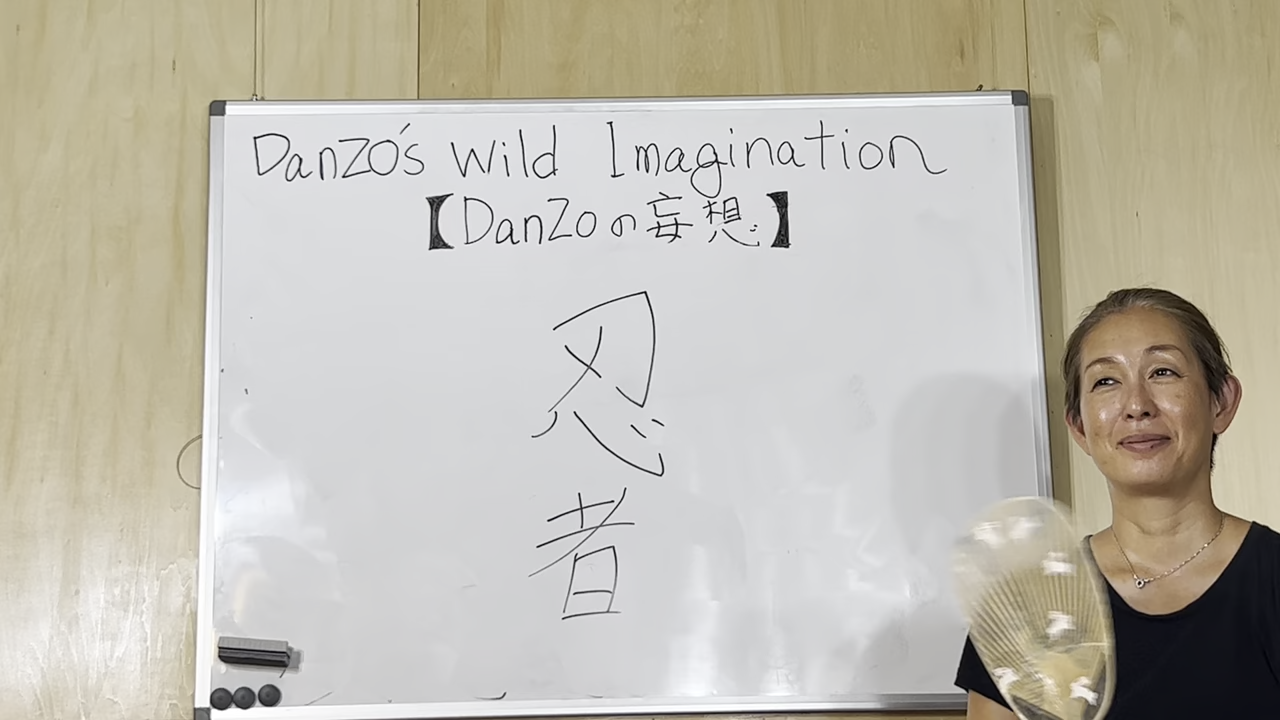 Danzo's Wild Imagination
【Danzoの妄想】
忍者